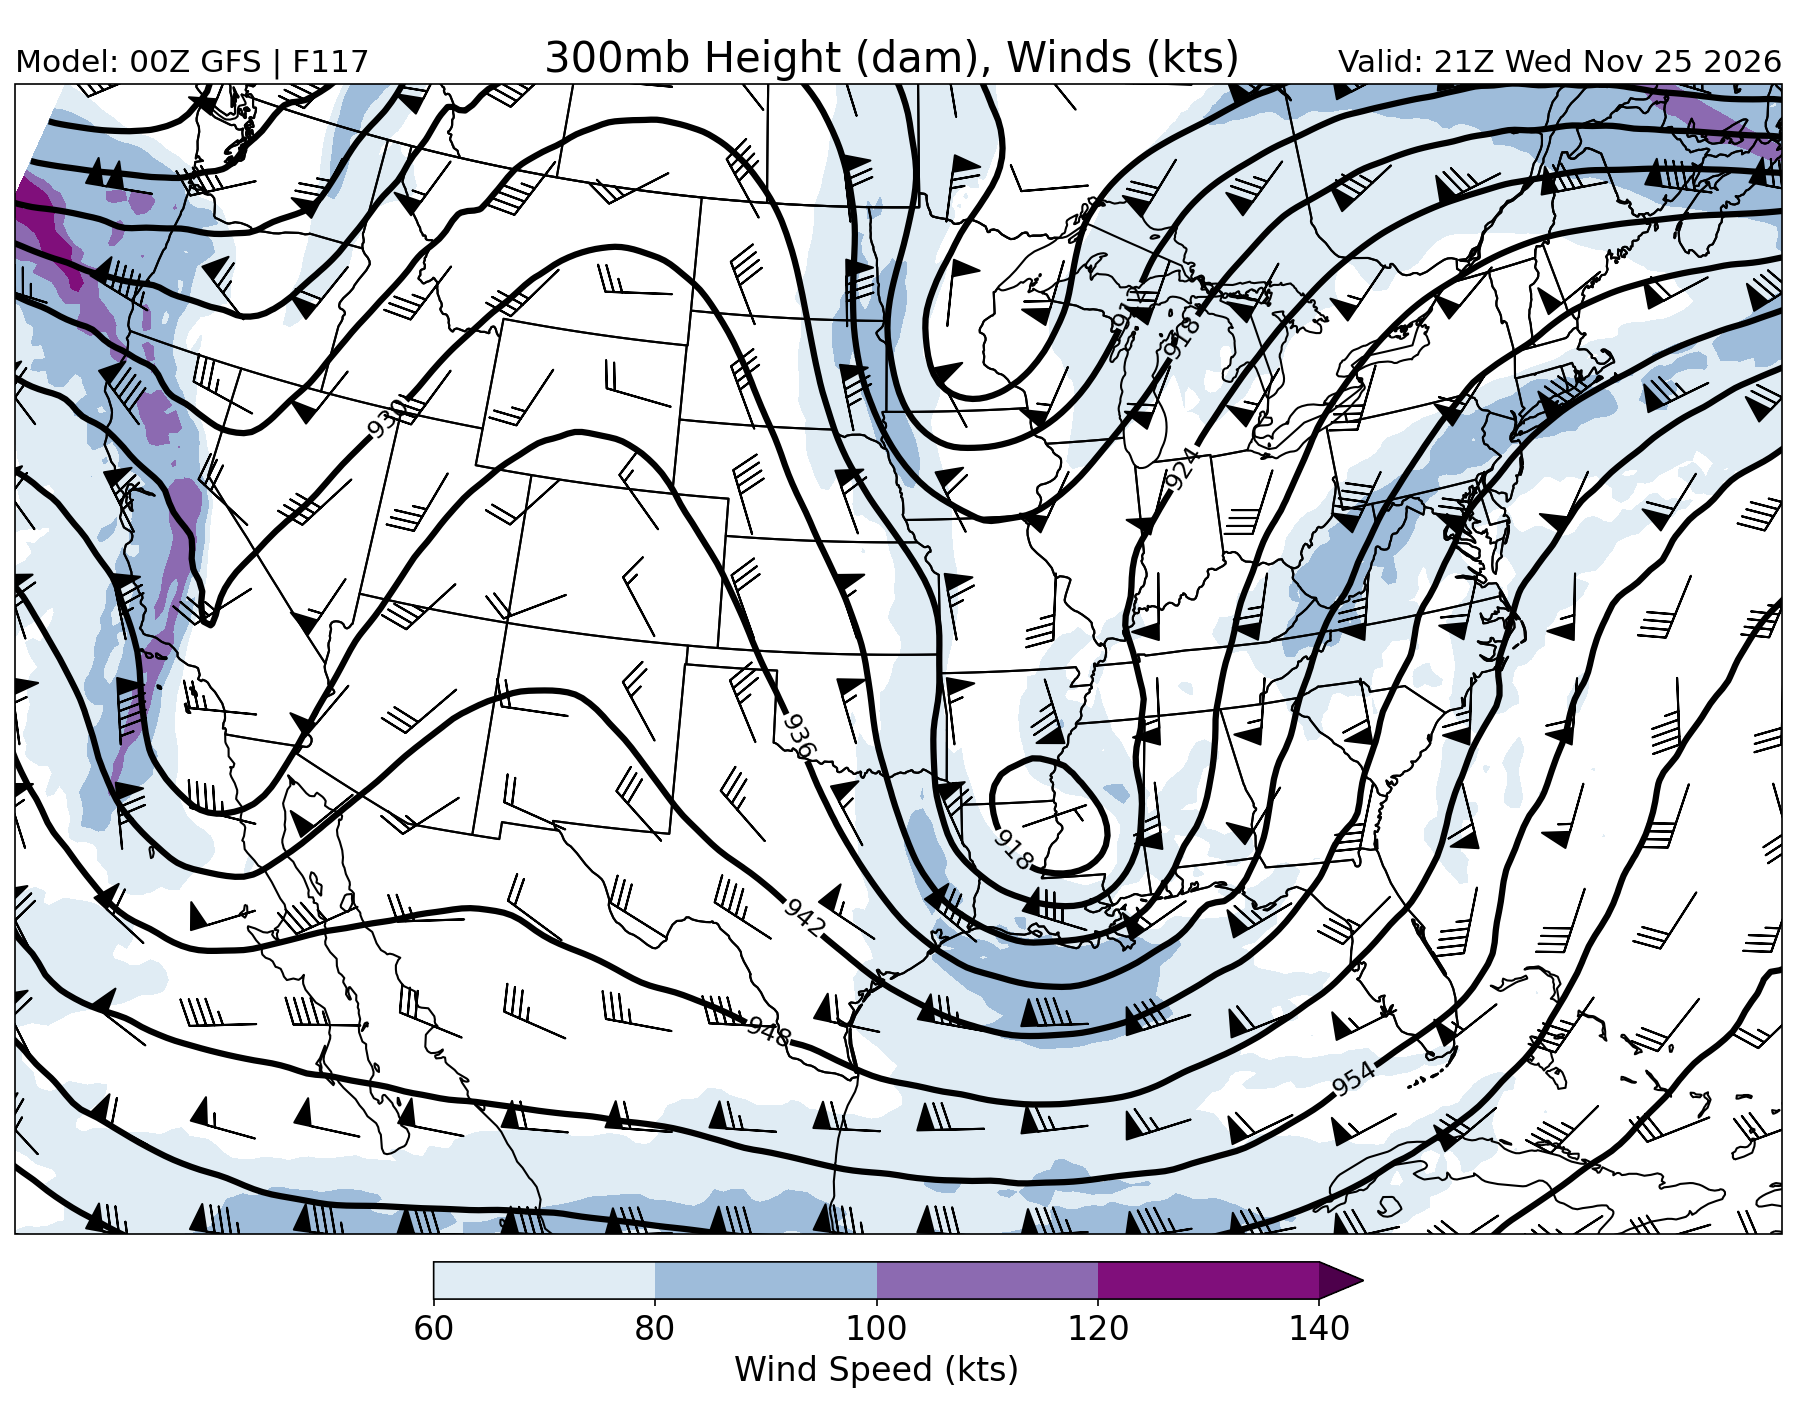 300mb Height (dam), Winds (kts)
Model: 00Z GFS | F117
Valid: 21Z Wed Nov 25 2026
918
924
930
936
918
942
948
954
60 80 100 120 140
Wind Speed (kts)